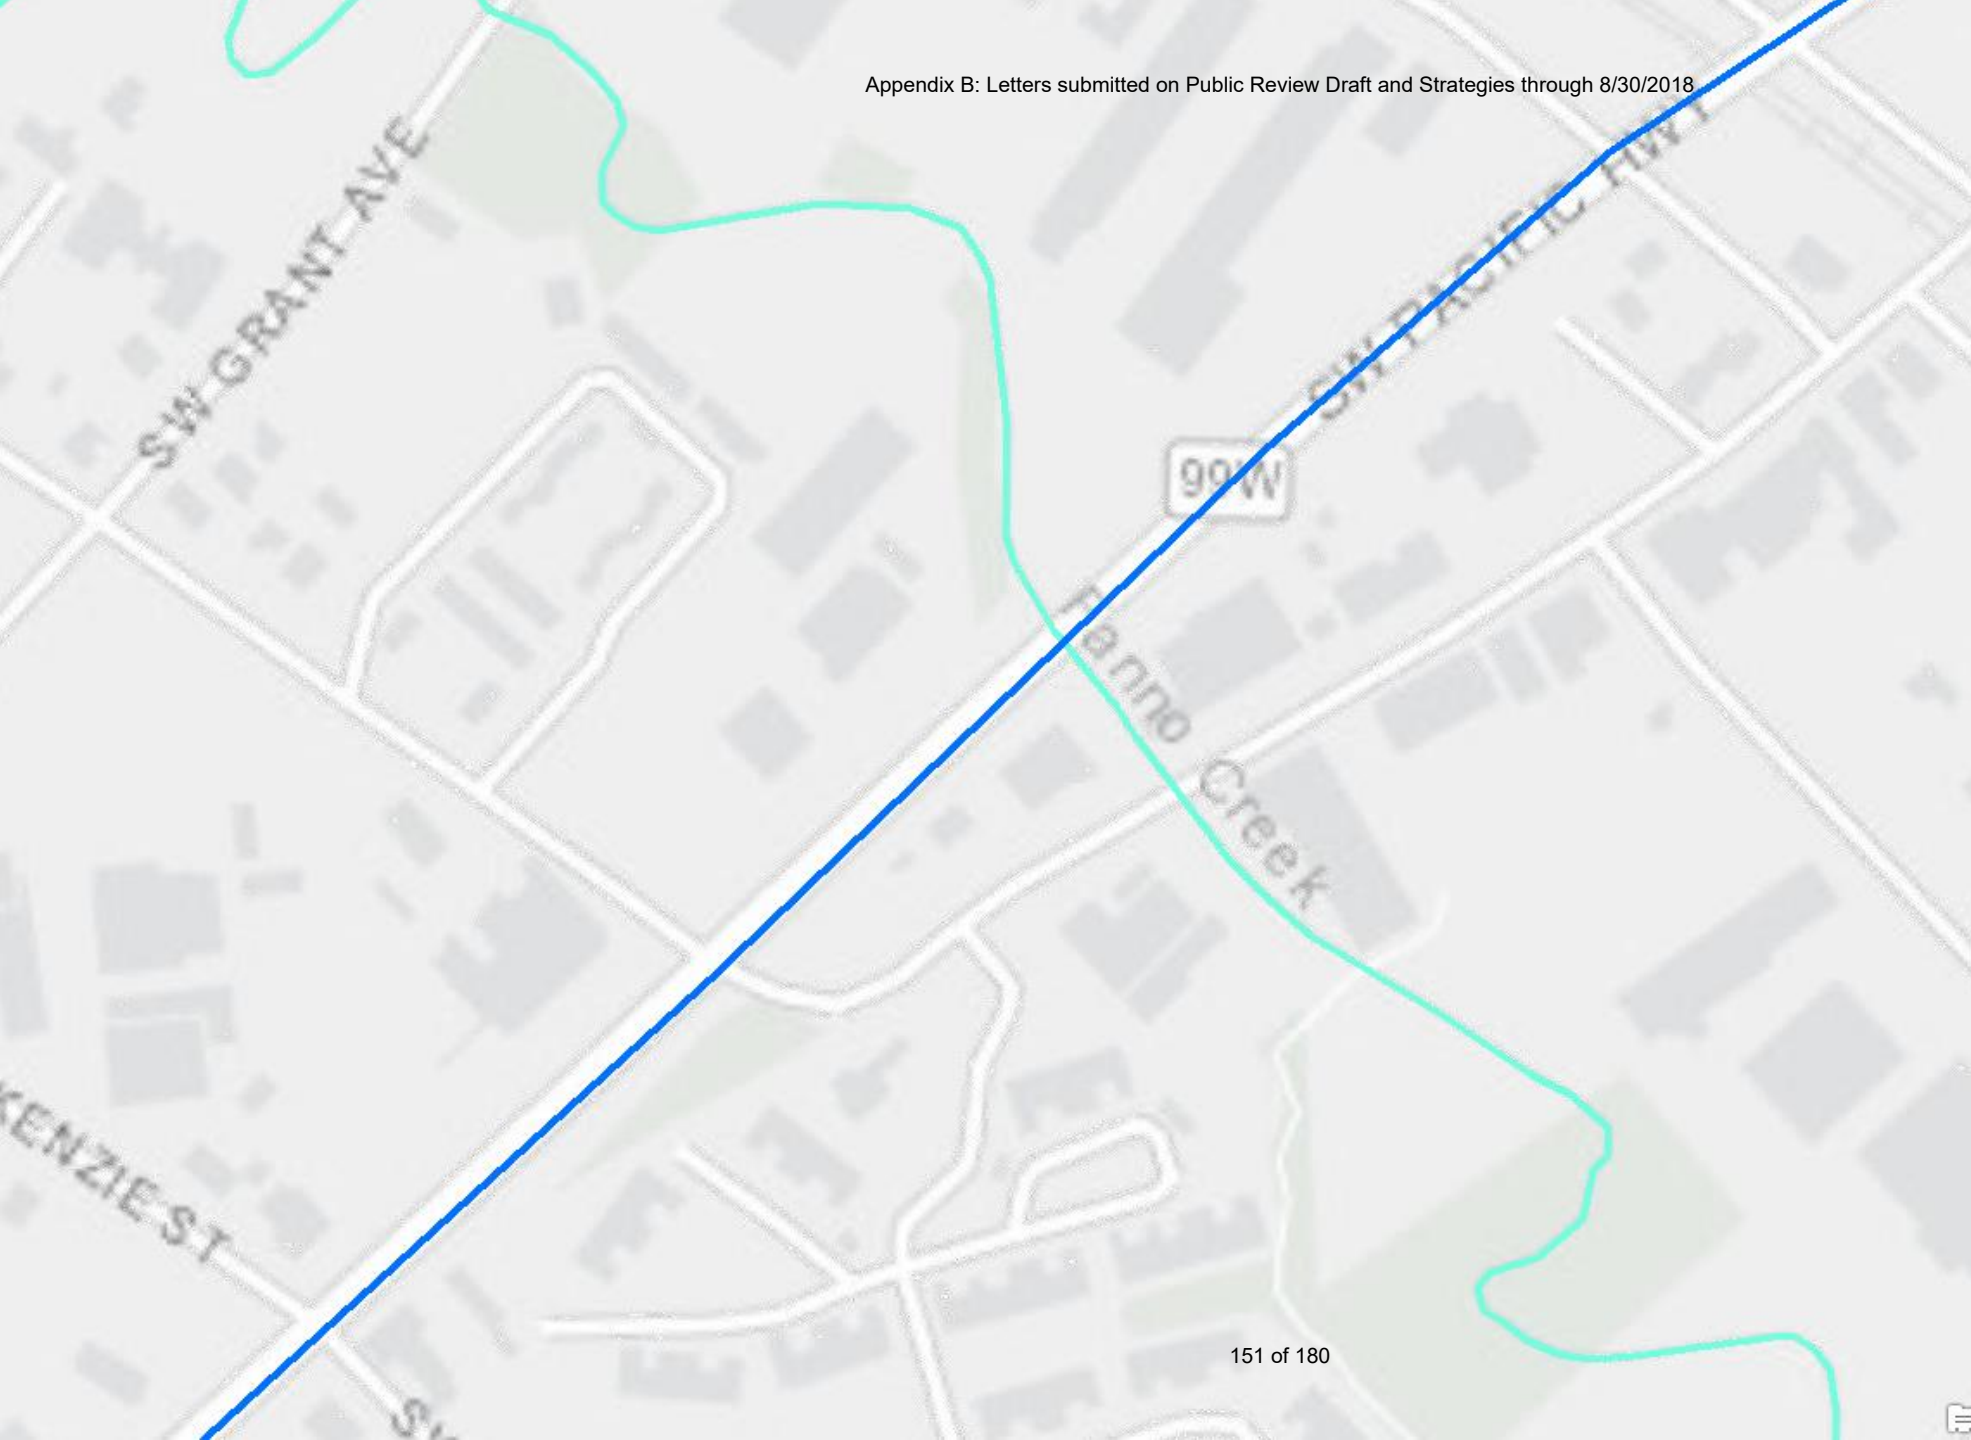 Appendix B: Letters submitted on Public Review Draft and Strategies through 8/30/2018
SW GRANT AVE
SW PACIFIC HWY
99W
Fanno Creek
KENZIE ST
151 of 180